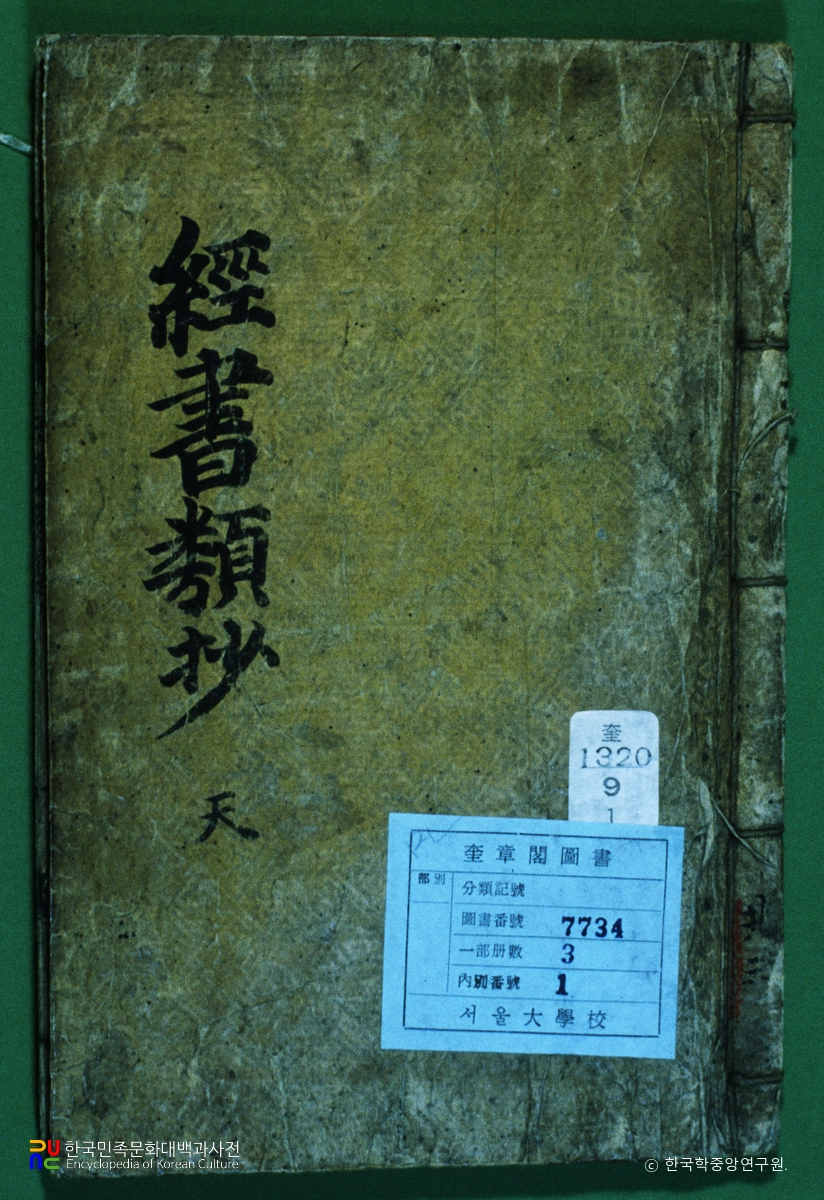 經書類抄
天
奎
1320
9
1
奎章閣圖書
部別
分類記號
圖書番號 7734
一部册數 3
內別番號 1
서울大學校
한국민족문화대백과사전
Encyclopedia of Korean Culture
ⓒ 한국학중앙연구원.